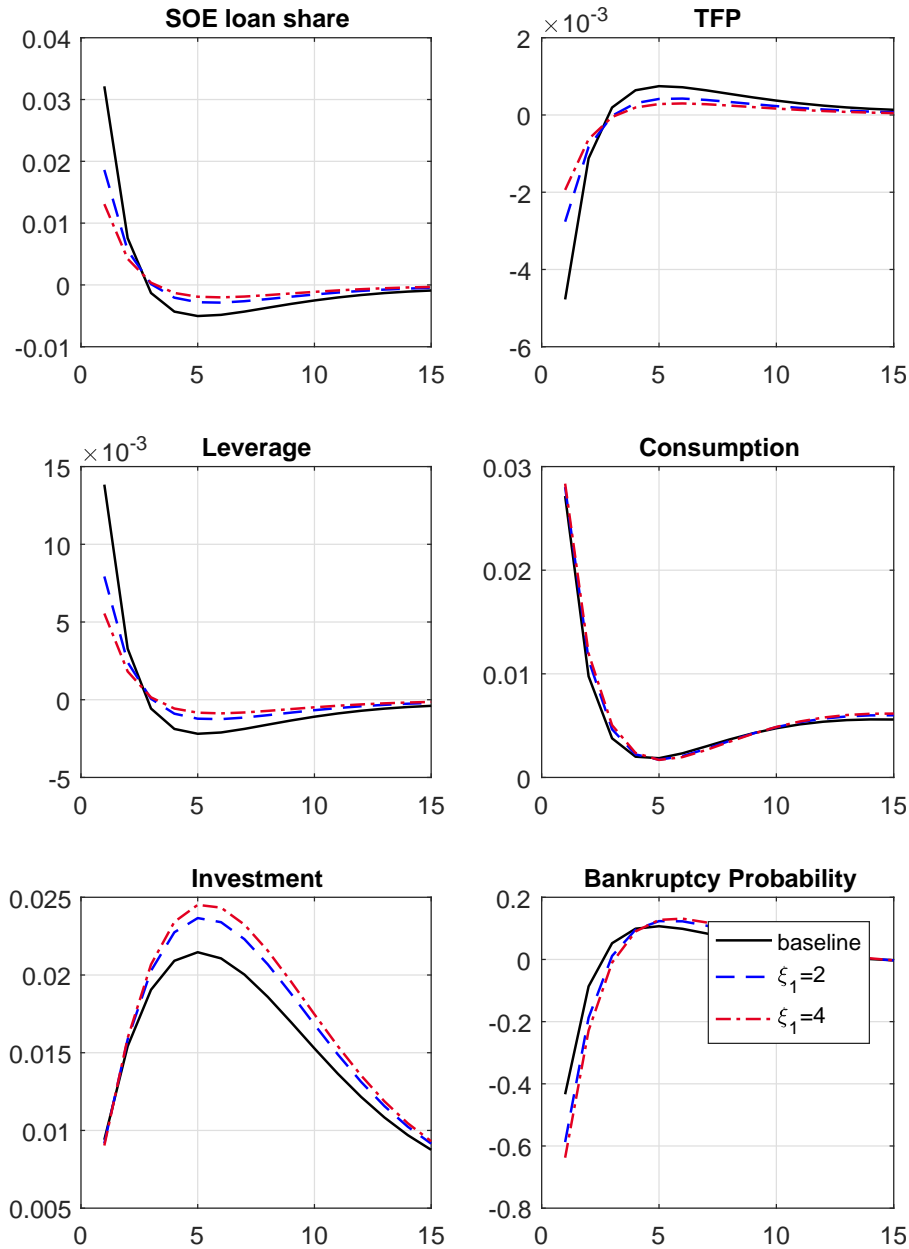 SOE loan share
0.04
0.03
0.02
0.01
0
-0.01
0 5 10 15
TFP
×10-3
2
0
-2
-4
-6
0 5 10 15
Leverage
×10-3
15
10
5
0
-5
0 5 10 15
Consumption
0.03
0.02
0.01
0
0 5 10 15
Investment
0.025
0.02
0.015
0.01
0.005
0 5 10 15
Bankruptcy Probability
0.2
0
-0.2
-0.4
-0.6
-0.8
0 5 10 15
baseline
ξ1=2
ξ1=4